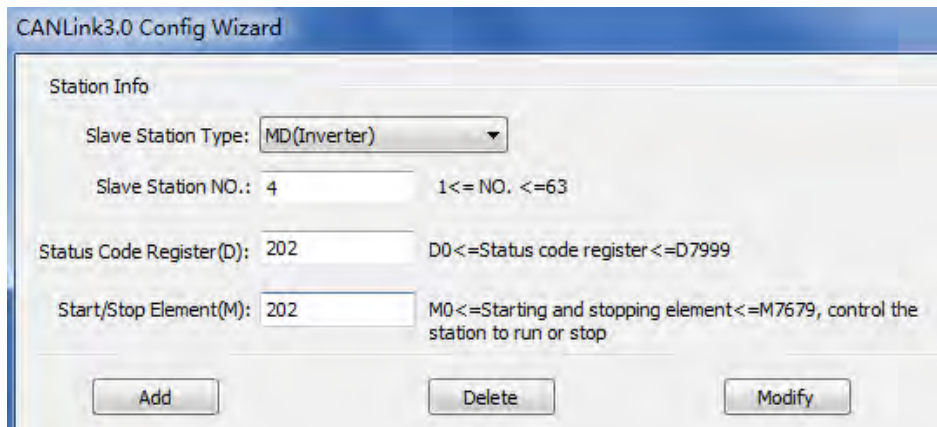 CANLink3.0 Config Wizard
Station Info
Slave Station Type: MD(Inverter)
Slave Station NO.: 4 1<= NO. <=63
Status Code Register(D): 202 D0<=Status code register<=D7999
Start/Stop Element(M): 202 M0<=Starting and stopping element<=M7679, control the
station to run or stop
Add Delete Modify